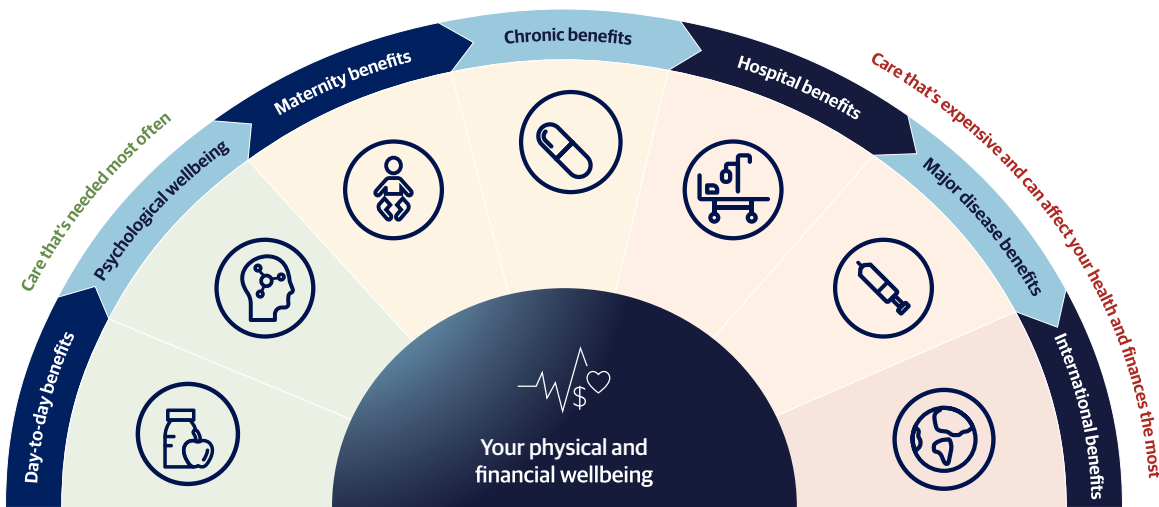 Care that's needed most often
Day-to-day benefits
Psychological wellbeing
Maternity benefits
Chronic benefits
Hospital benefits
Major disease benefits
International benefits
Care that's expensive and can affect your health and finances the most
$
Your physical and
financial wellbeing